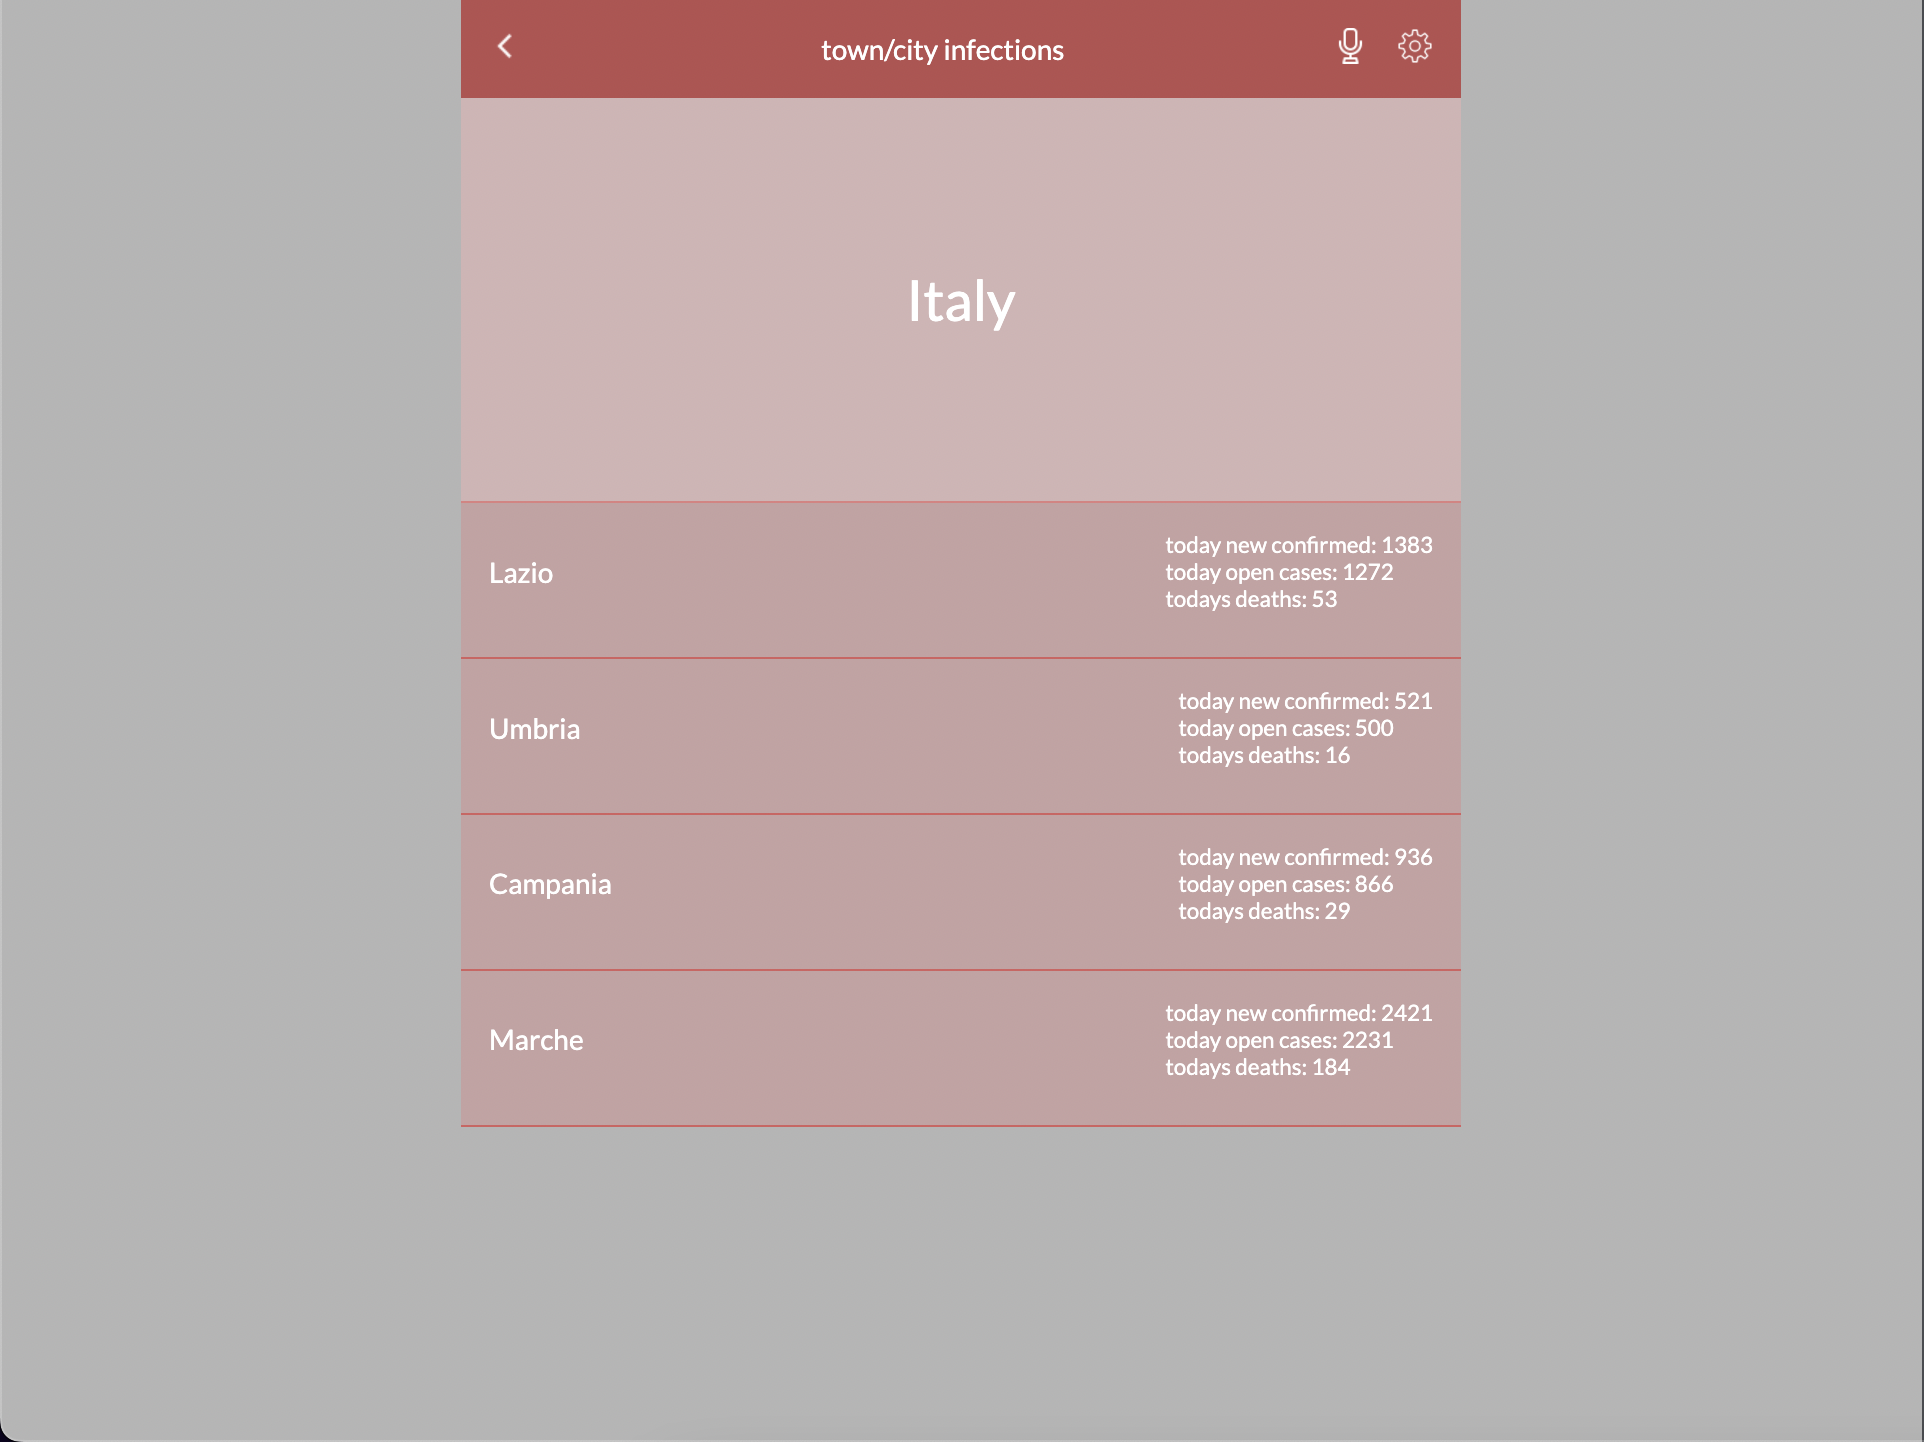 town/city infections
Italy
Lazio
today new confirmed: 1383
today open cases: 1272
todays deaths: 53
Umbria
today new confirmed: 521
today open cases: 500
todays deaths: 16
Campania
today new confirmed: 936
today open cases: 866
todays deaths: 29
Marche
today new confirmed: 2421
today open cases: 2231
todays deaths: 184